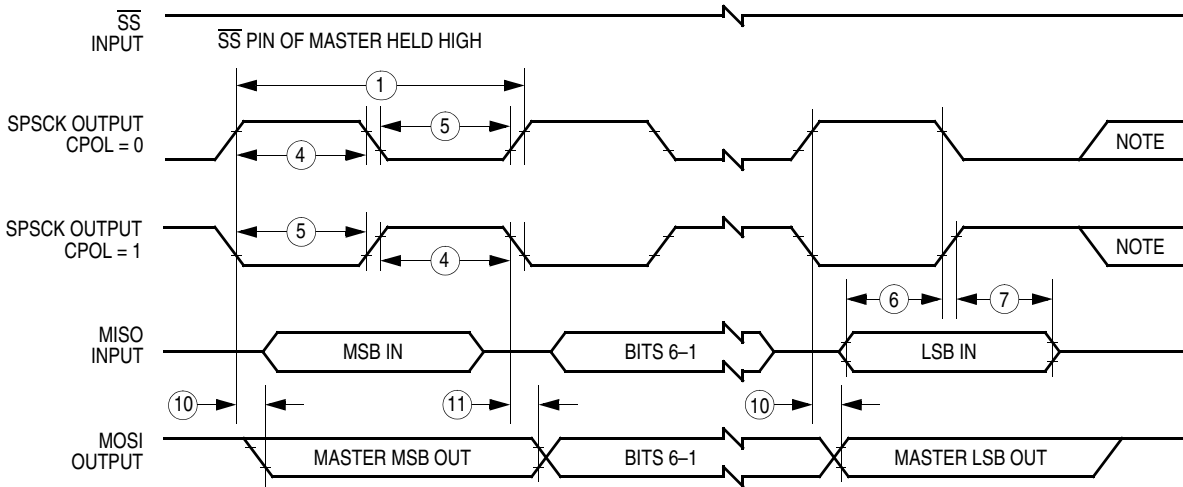 SS
INPUT
SS PIN OF MASTER HELD HIGH
1
SPSCK OUTPUT
CPOL = 0
5
4
NOTE
SPSCK OUTPUT
CPOL = 1
5
4
NOTE
6
7
MISO
INPUT
MSB IN
BITS 6–1
LSB IN
10
11
10
MOSI
OUTPUT
MASTER MSB OUT
BITS 6–1
MASTER LSB OUT